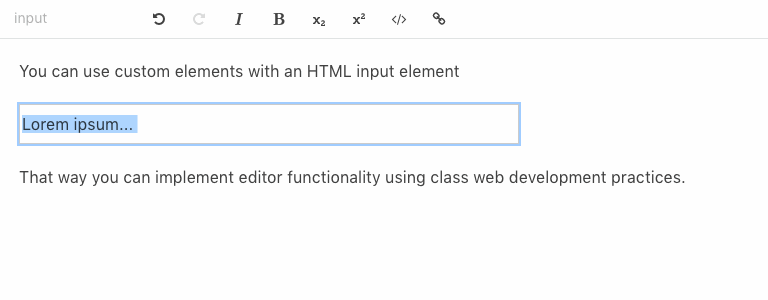 input I B x₂ x² </>
You can use custom elements with an HTML input element
Lorem ipsum...
That way you can implement editor functionality using class web development practices.